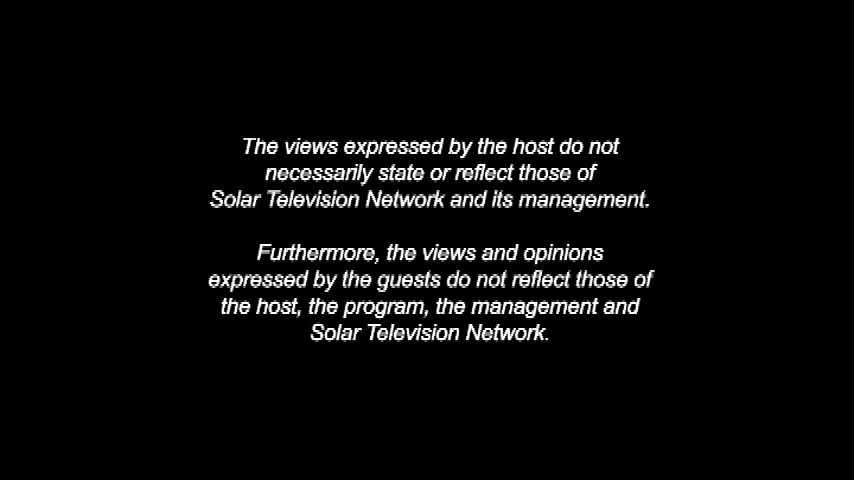 The views expressed by the host do not
necessarily state or reflect those of
Solar Television Network and its management.
Furthermore, the views and opinions
expressed by the guests do not reflect those of
the host, the program, the management and
Solar Television Network.